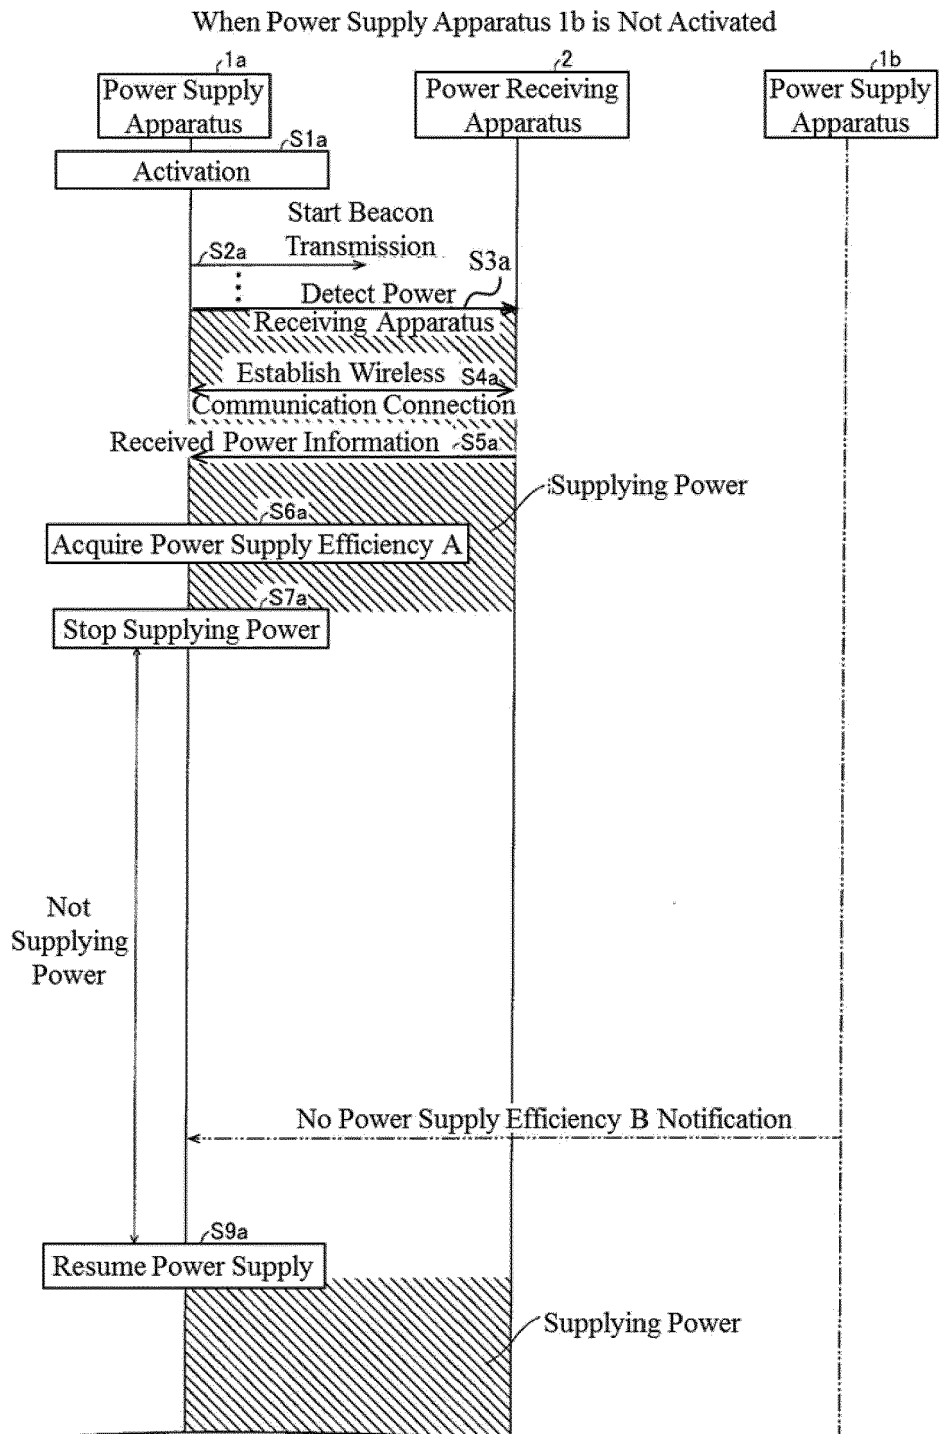 When Power Supply Apparatus 1b is Not Activated
1a
2
1b
Power Supply
Apparatus
Power Receiving
Apparatus
Power Supply
Apparatus
S1a
Activation
Start Beacon
Transmission
S2a
S3a
Detect Power
Receiving Apparatus
Establish Wireless
S4a
Communication Connection
Received Power Information
S5a
Supplying Power
S6a
Acquire Power Supply Efficiency A
S7a
Stop Supplying Power
Not
Supplying
Power
No Power Supply Efficiency B Notification
S9a
Resume Power Supply
Supplying Power